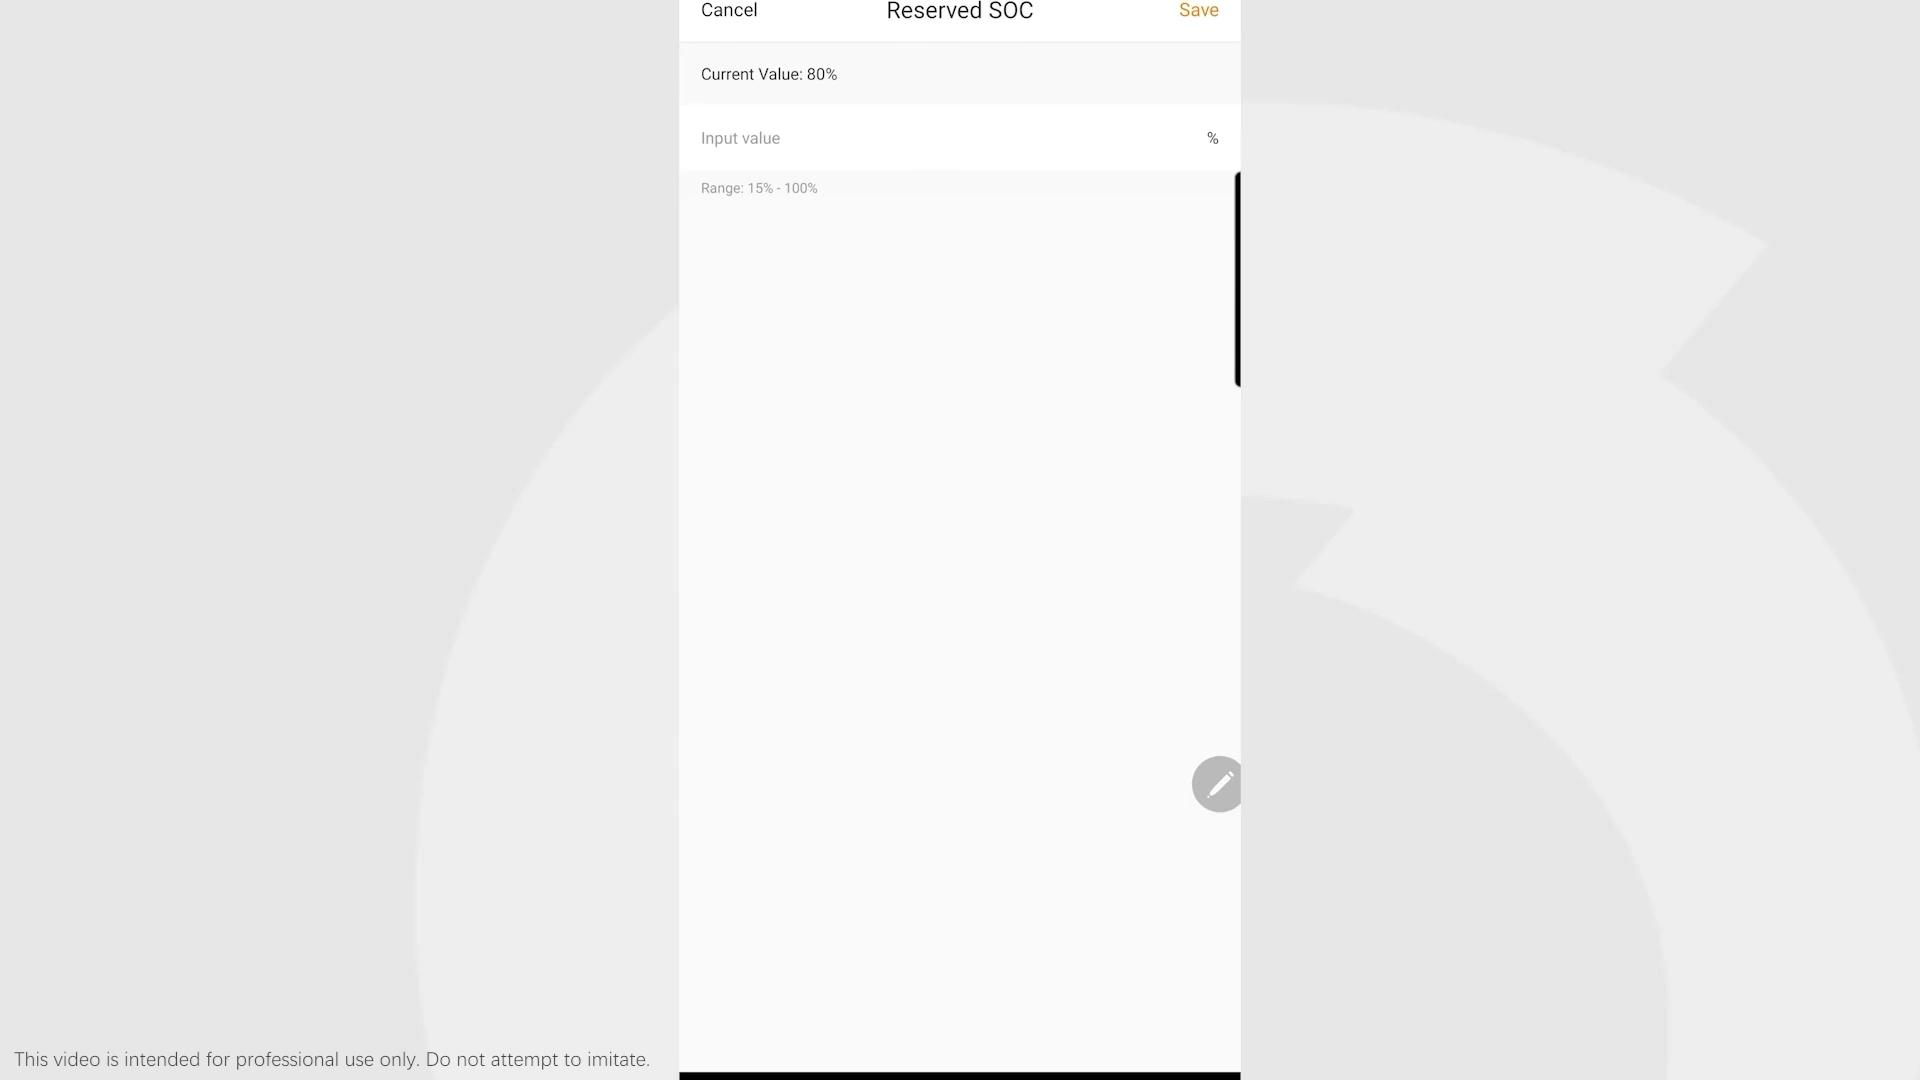 Cancel Reserved SOC Save
Current Value: 80%
Input value %
Range: 15% - 100%
This video is intended for professional use only. Do not attempt to imitate.